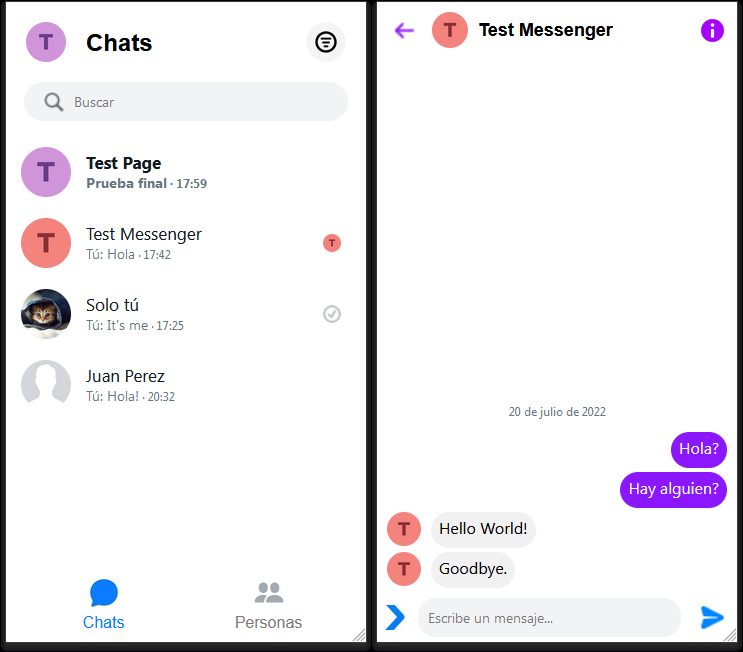 T
Chats
Buscar
T
Test Page
Prueba final · 17:59
T
Test Messenger
Tú: Hola · 17:42
T
Solo tú
Tú: It's me · 17:25
Juan Perez
Tú: Hola! · 20:32
Chats
Personas
T
Test Messenger
20 de julio de 2022
Hola?
Hay alguien?
T
Hello World!
T
Goodbye.
Escribe un mensaje...